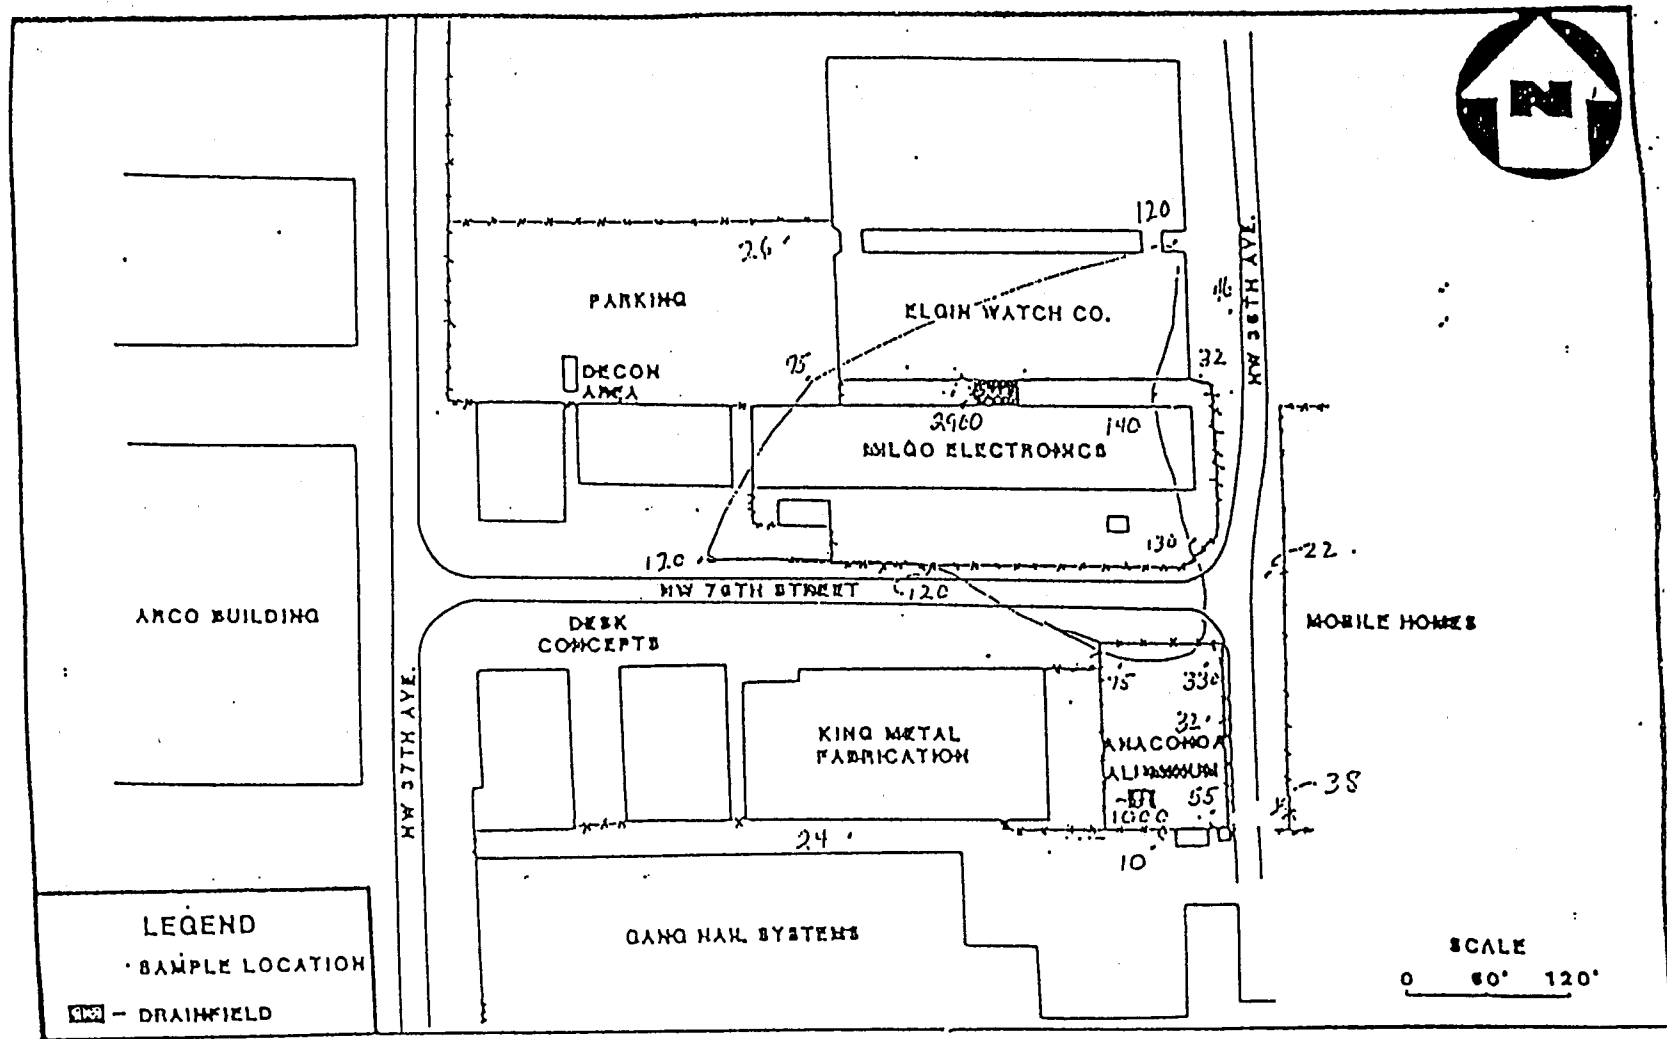 N
120
26
PARKING
ELGIN WATCH CO.
46
NW 36TH AVE.
75
32
DECON
AREA
2900
140
MILGO ELECTRONICS
130
120
22
NW 76TH STREET
120
ARCO BUILDING
DESK
CONCEPTS
MOBILE HOMES
75
330
NW 37TH AVE.
KING METAL
FABRICATION
32
ANACONDA
ALUMINUM
55
38
1000
24
10
LEGEND
SAMPLE LOCATION
- DRAINFIELD
GANG NAIL SYSTEMS
SCALE
0 60' 120'